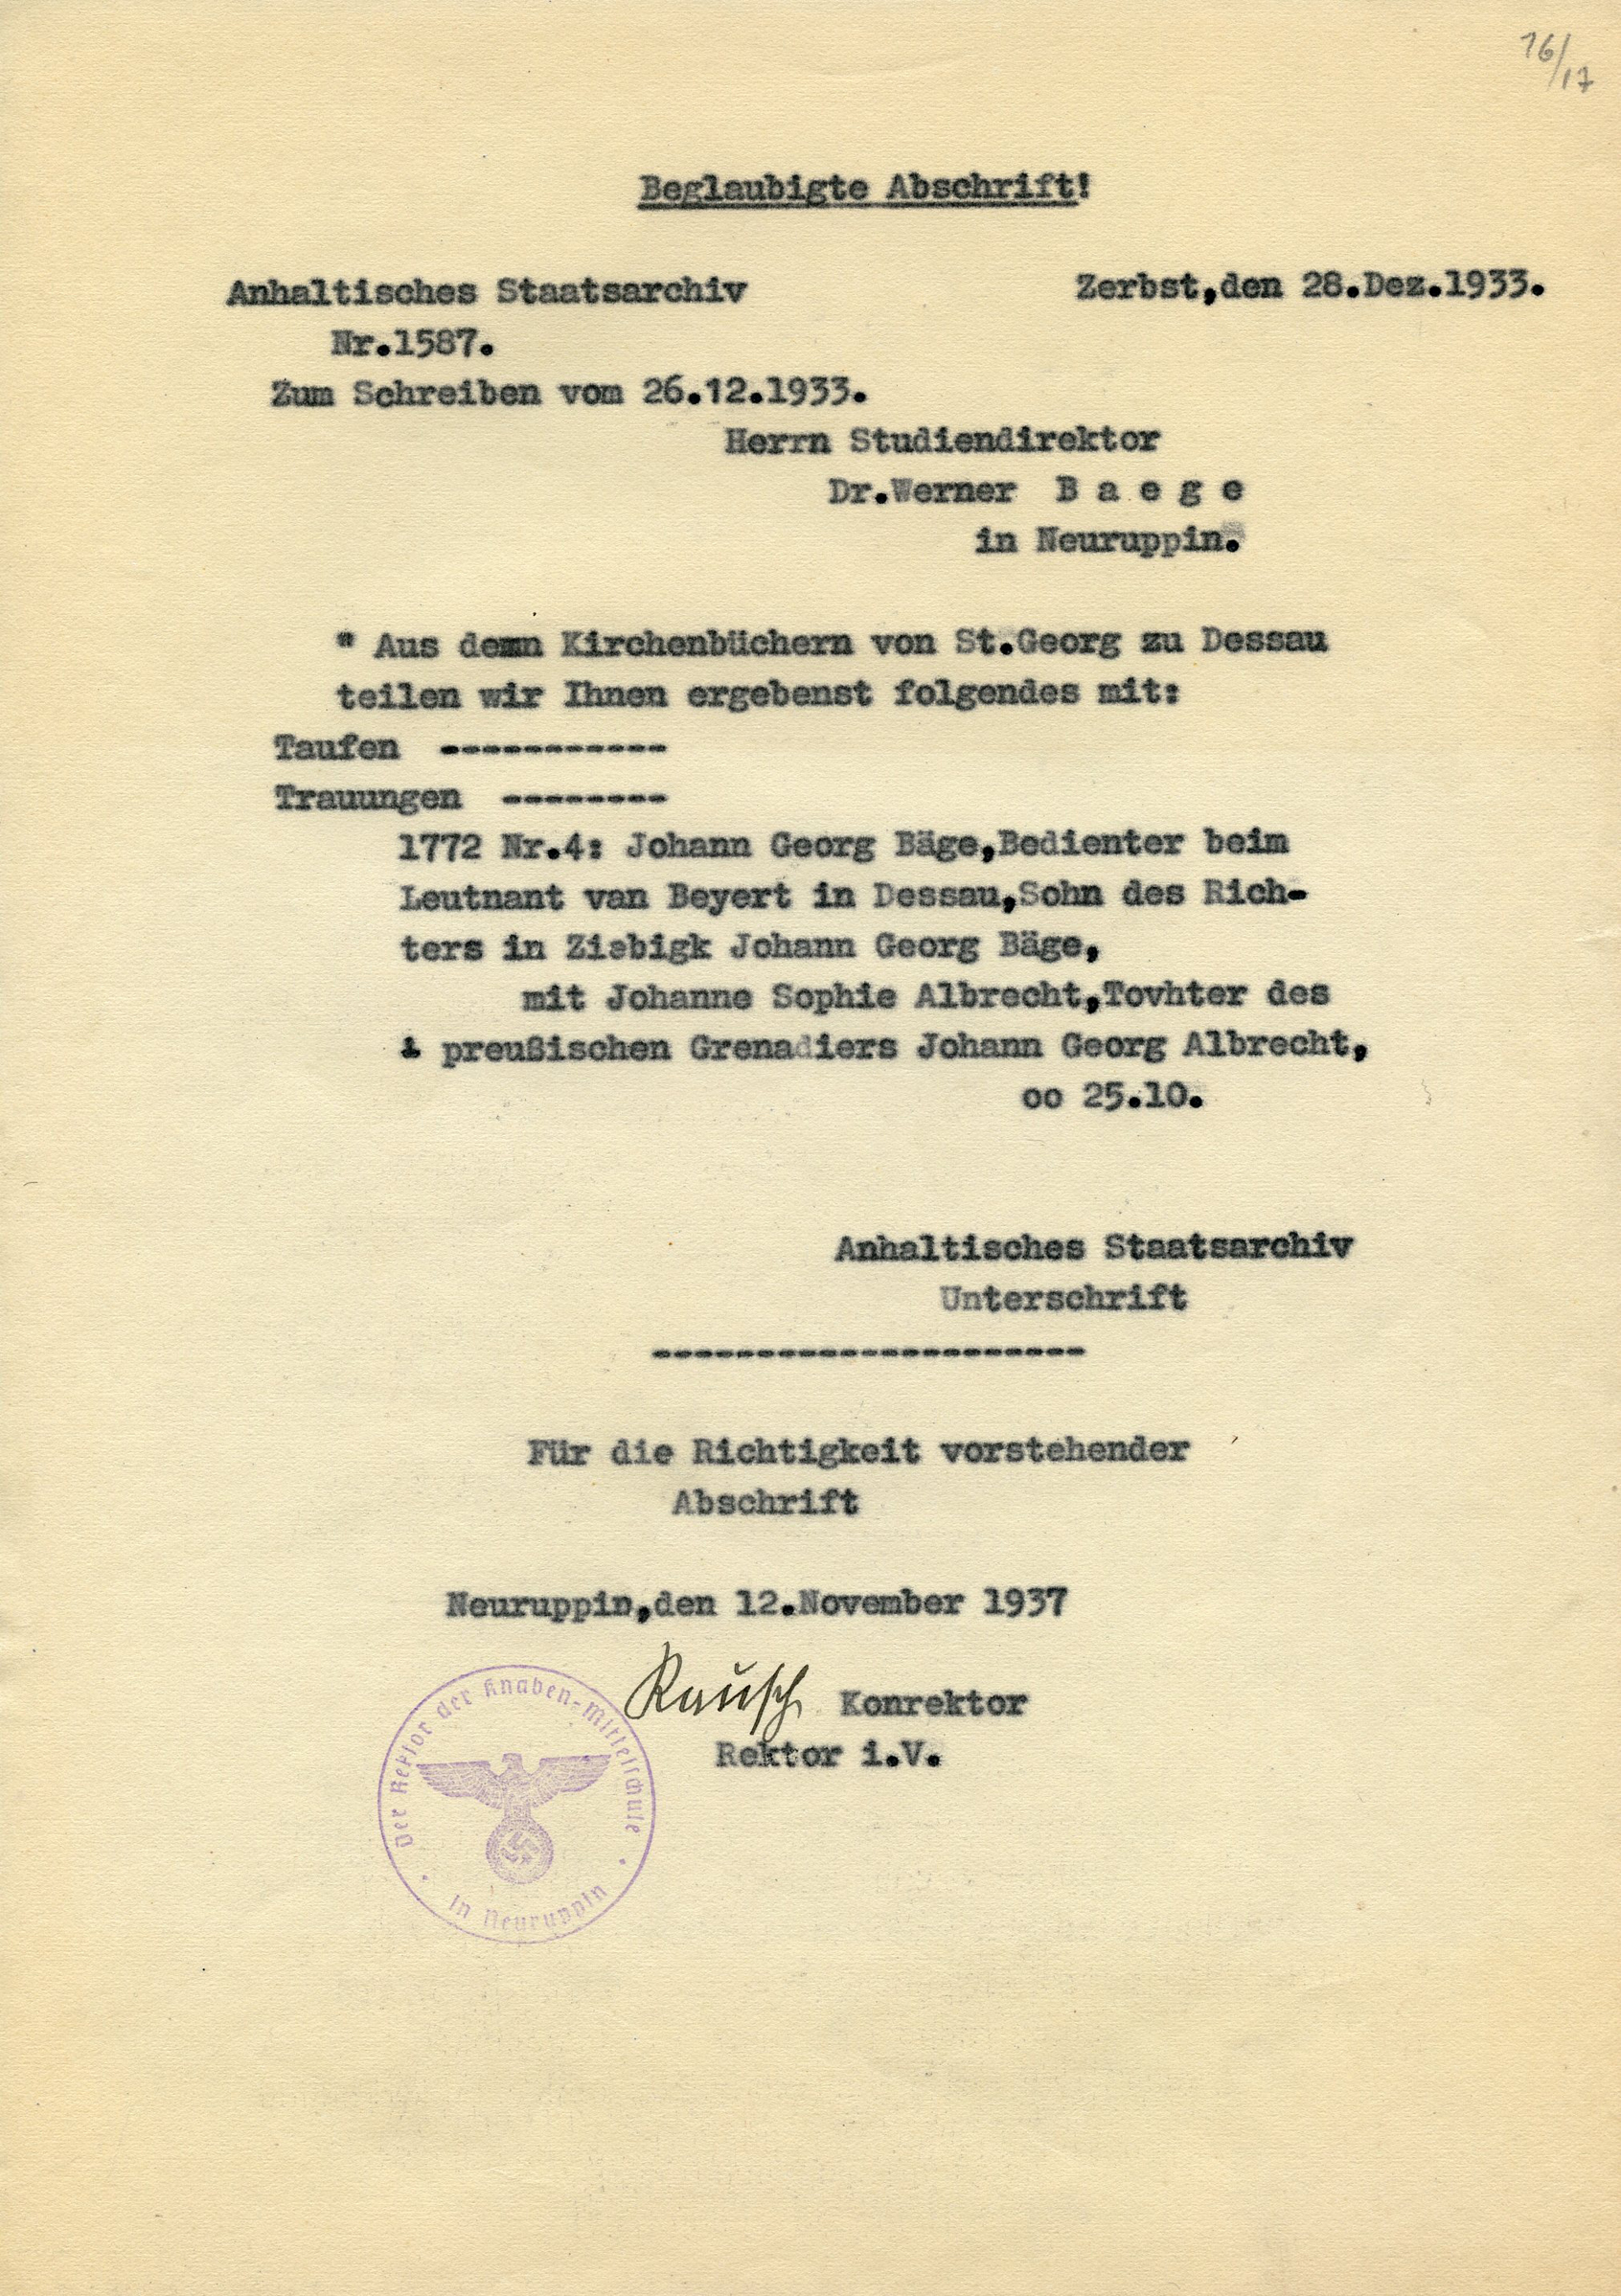 16/17
Beglaubigte Abschrift!
Anhaltisches Staatsarchiv Zerbst,den 28.Dez.1933.
Nr.1587.
Zum Schreiben vom 26.12.1933.
Herrn Studiendirektor
Dr.Werner B a e g e
in Neuruppin.
" Aus demn Kirchenbüchern von St.Georg zu Dessau
teilen wir Ihnen ergebenst folgendes mit:
Taufen -----------
Trauungen --------
1772 Nr.4: Johann Georg Bäge,Bedienter beim
Leutnant van Beyert in Dessau,Sohn des Rich-
ters in Ziebigk Johann Georg Bäge,
mit Johanne Sophie Albrecht,Tovhter des
preußischen Grenadiers Johann Georg Albrecht,
oo 25.10.
Anhaltisches Staatsarchiv
Unterschrift
---------------------
Für die Richtigkeit vorstehender
Abschrift
Neuruppin,den 12.November 1937
Rausch Konrektor
Rektor i.V.
Der Rektor der Knaben-Mittelschule
in Neuruppin